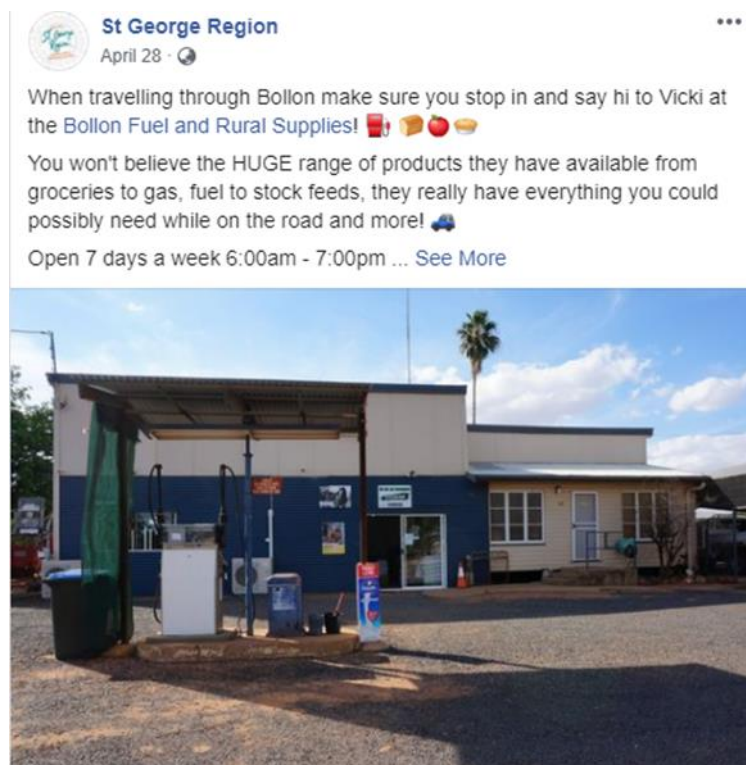 St George Region
April 28 ·
When travelling through Bollon make sure you stop in and say hi to Vicki at
the Bollon Fuel and Rural Supplies! ⛽ 🍞🍎🥧
You won't believe the HUGE range of products they have available from
groceries to gas, fuel to stock feeds, they really have everything you could
possibly need while on the road and more! 🚙
Open 7 days a week 6:00am - 7:00pm ... See More